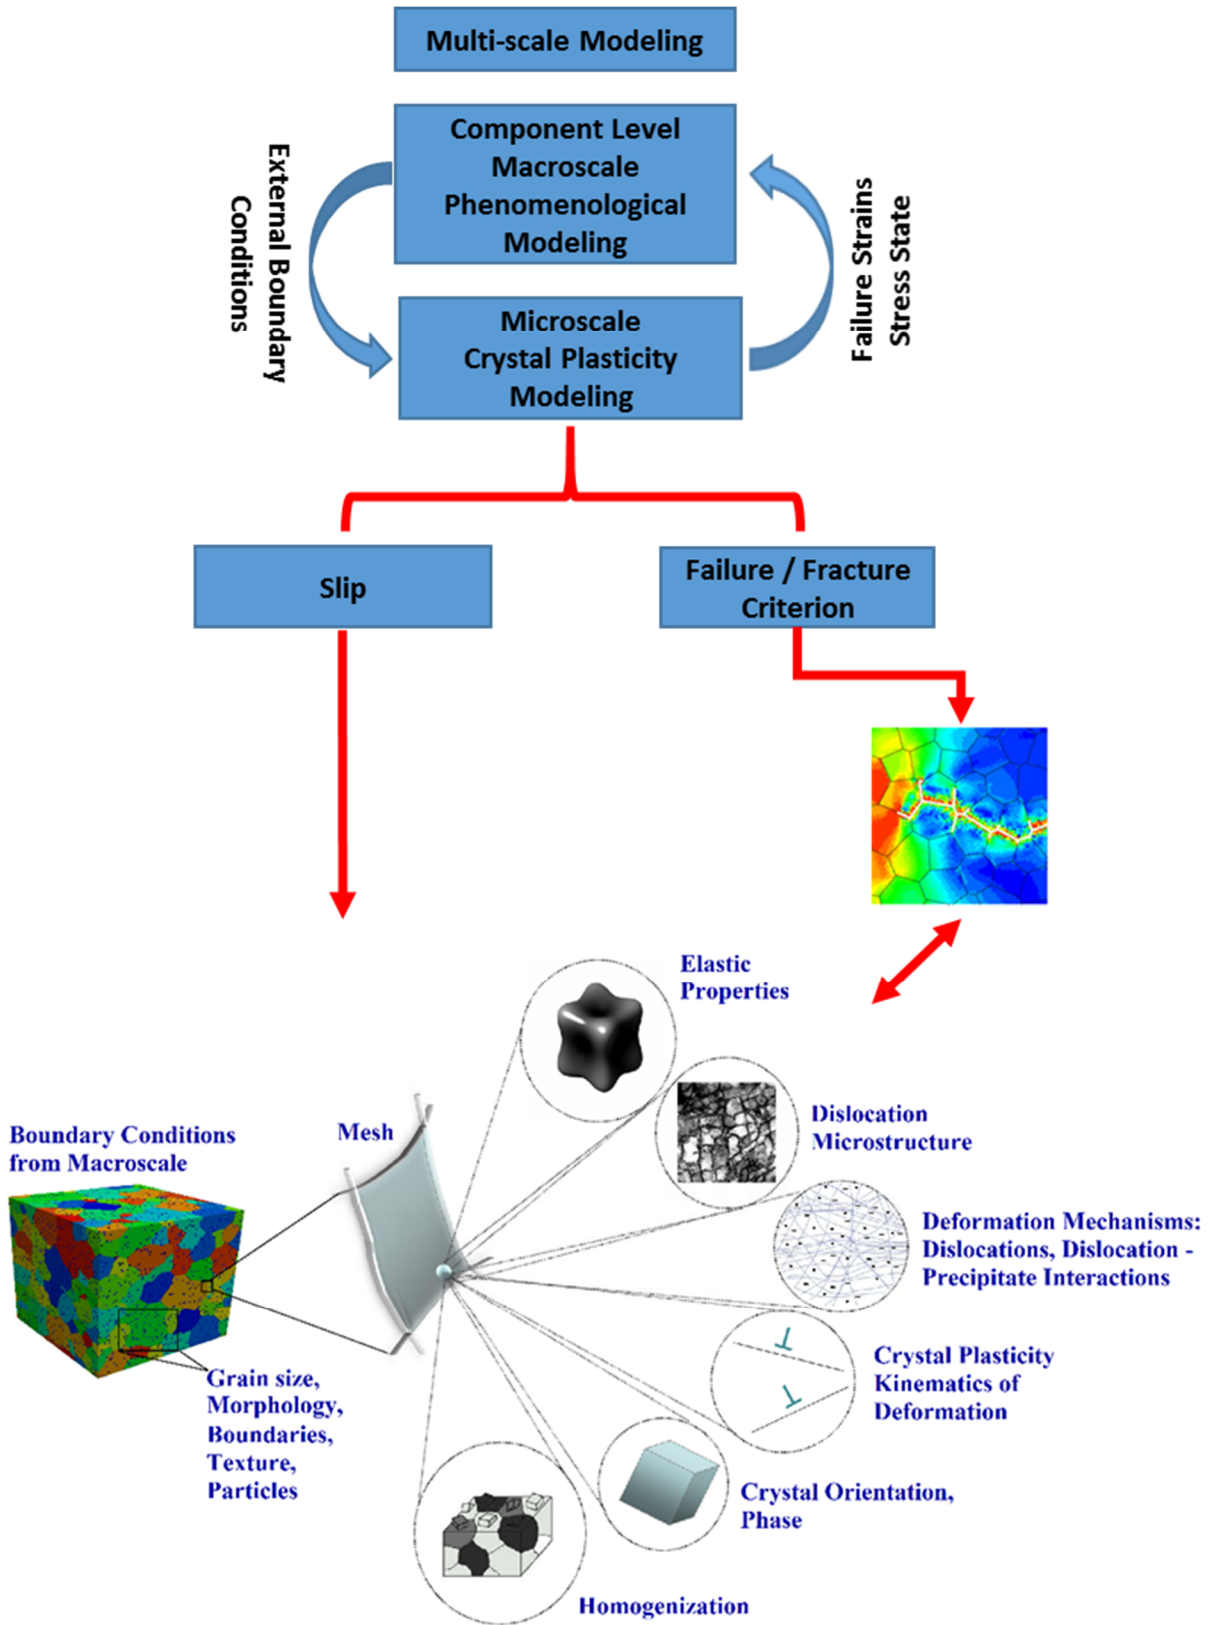 Multi-scale Modeling
Component Level
Macroscale
Phenomenological
Modeling
External Boundary
Conditions
Failure Strains
Stress State
Microscale
Crystal Plasticity
Modeling
Slip
Failure / Fracture
Criterion
Elastic
Properties
Dislocation
Microstructure
Mesh
Boundary Conditions
from Macroscale
Deformation Mechanisms:
Dislocations, Dislocation -
Precipitate Interactions
Crystal Plasticity
Kinematics of
Deformation
Grain size,
Morphology,
Boundaries,
Texture,
Particles
Crystal Orientation,
Phase
Homogenization